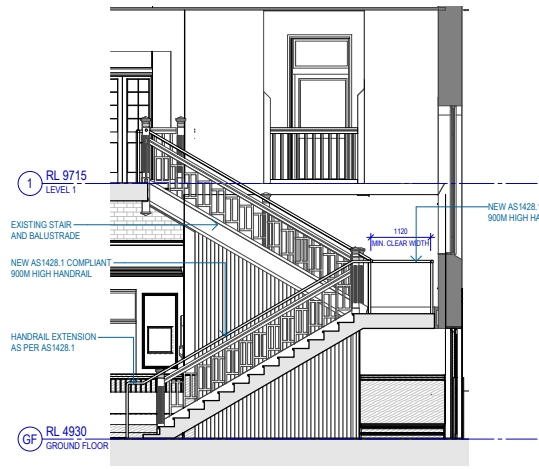 1 RL 9715
LEVEL 1
NEW AS1428.
900M HIGH HA
1120
MIN. CLEAR WIDTH
EXISTING STAIR
AND BALUSTRADE
NEW AS1428.1 COMPLIANT
900M HIGH HANDRAIL
HANDRAIL EXTENSION
AS PER AS1428.1
GF RL 4930
GROUND FLOOR